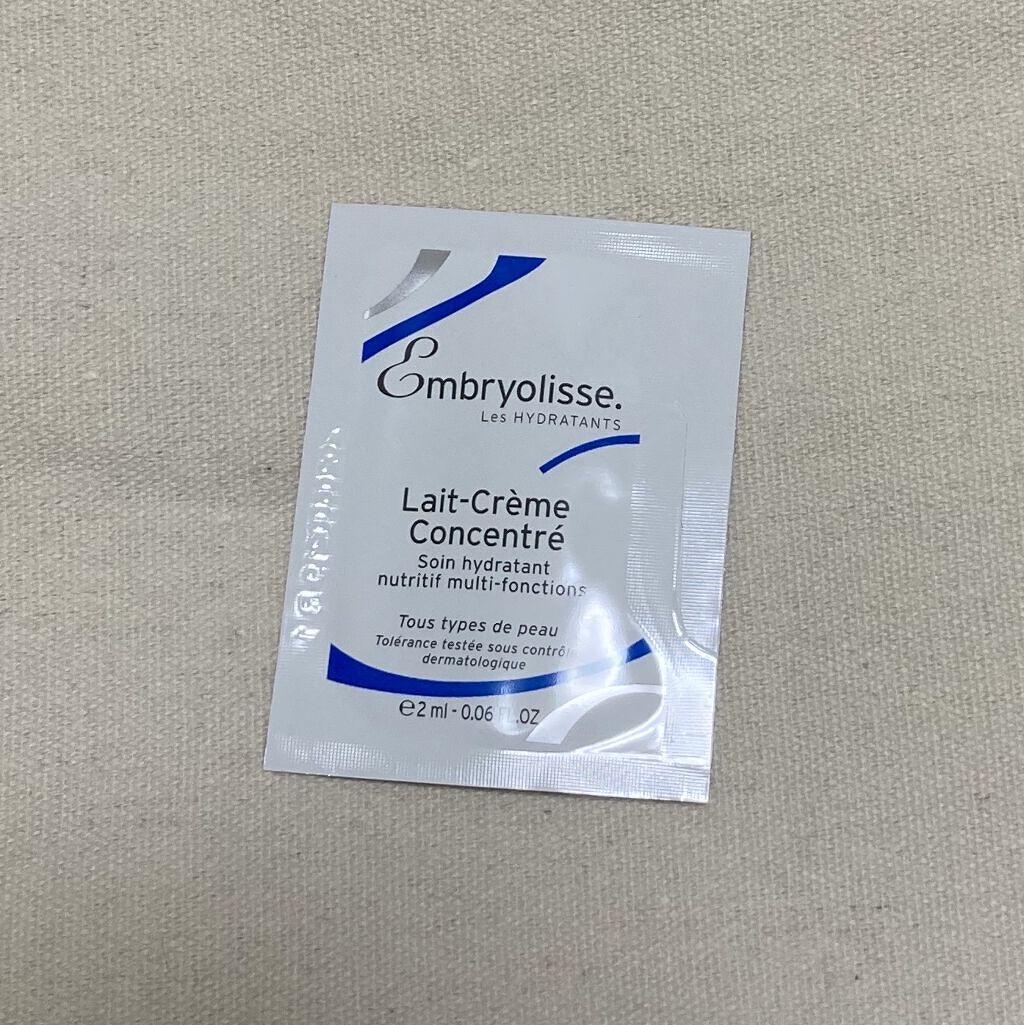 Embryolisse.
Les HYDRATANTS
Lait-Crème
Concentré
Soin hydratant
nutritif multi-fonctions
Tous types de peau
Tolérance testée sous contrôle
dermatologique
℮2 ml - 0.06 FL.OZ